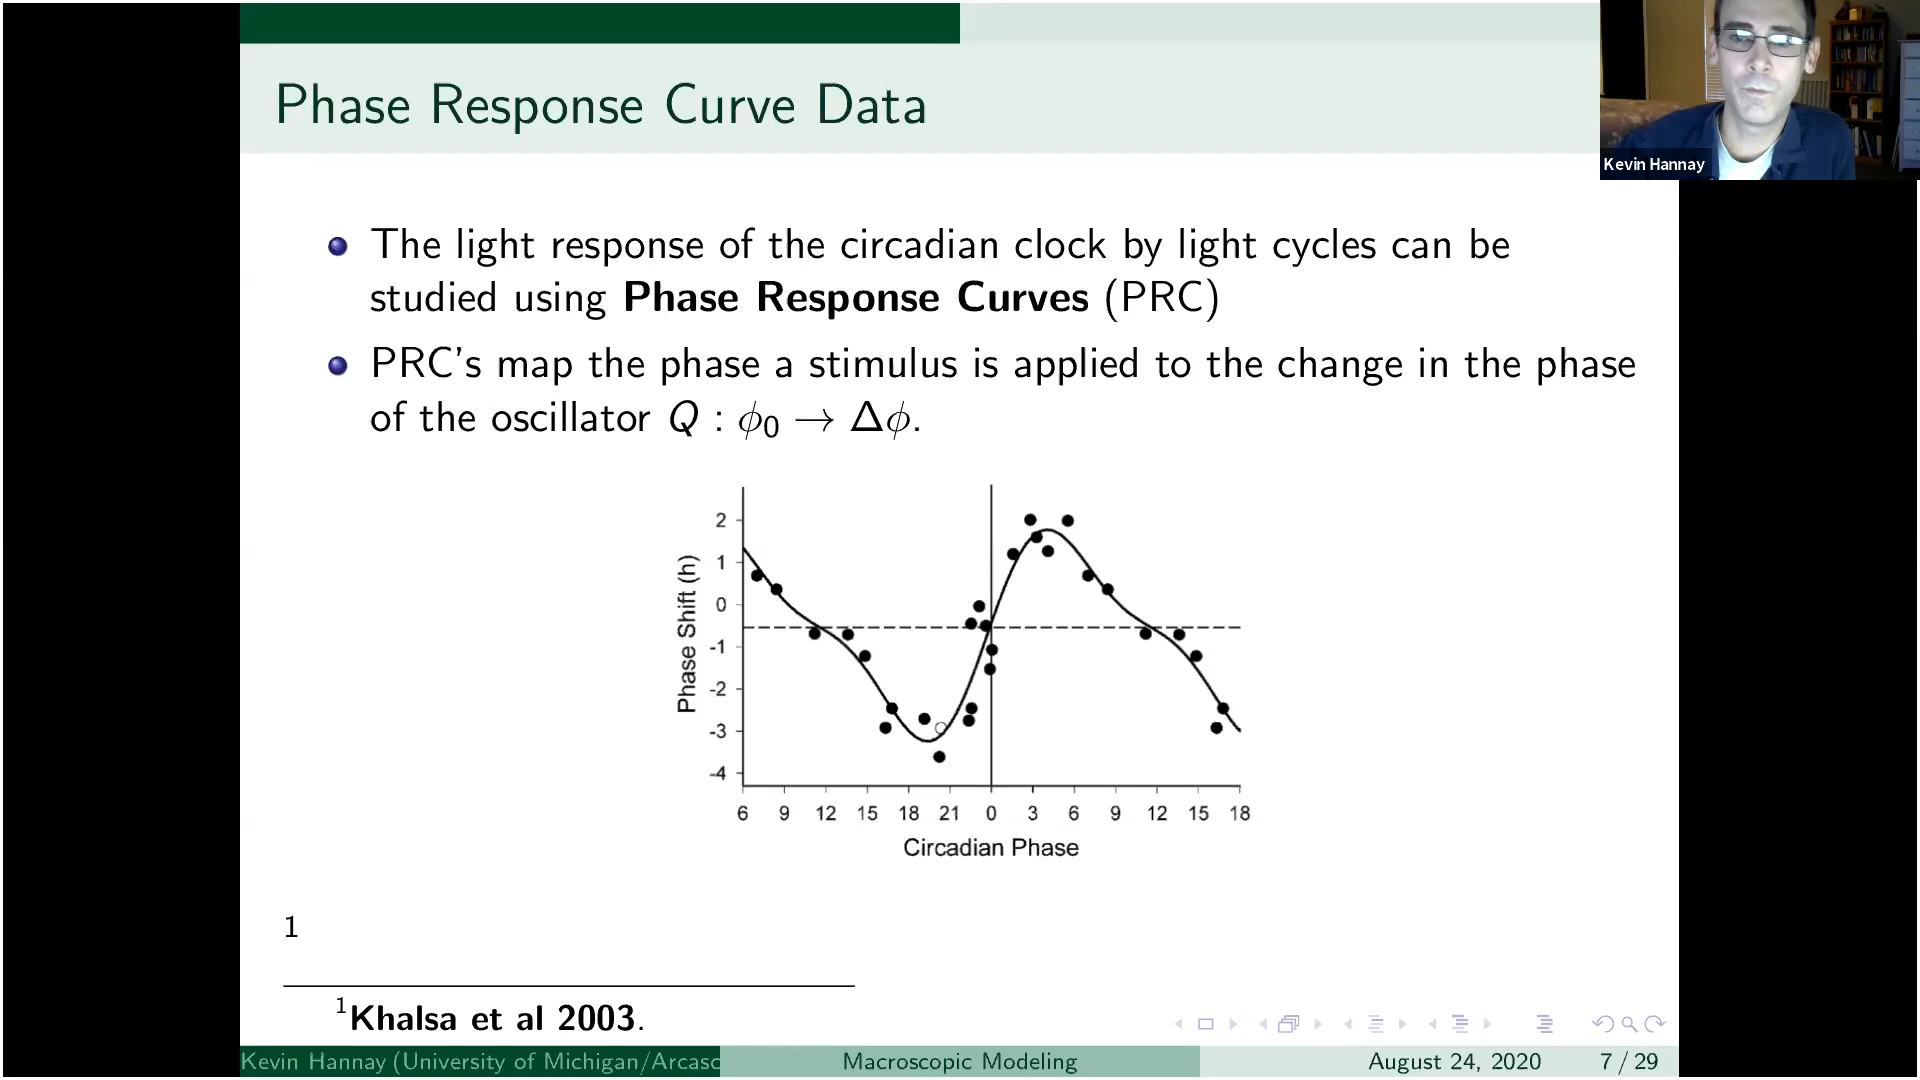 Phase Response Curve Data
Kevin Hannay
The light response of the circadian clock by light cycles can be
studied using Phase Response Curves (PRC)
PRC's map the phase a stimulus is applied to the change in the phase
of the oscillator Q : ϕ₀ → Δϕ.
2
1
0
-1
-2
-3
-4
Phase Shift (h)
6 9 12 15 18 21 0 3 6 9 12 15 18
Circadian Phase
1
¹Khalsa et al 2003.
Kevin Hannay (University of Michigan/Arcasc Macroscopic Modeling August 24, 2020 7 / 29